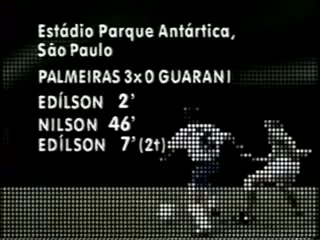 Estádio Parque Antártica,
São Paulo
PALMEIRAS 3x0 GUARANI
EDÍLSON 2'
NILSON 46'
EDÍLSON 7' (2t)